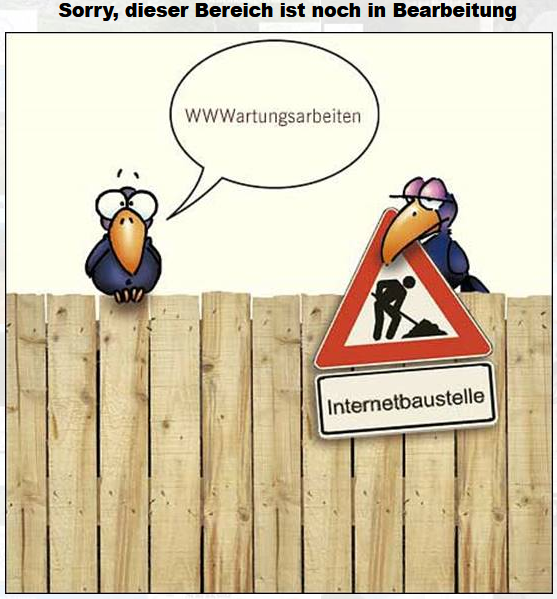 Sorry, dieser Bereich ist noch in Bearbeitung
WWWartungsarbeiten
Internetbaustelle